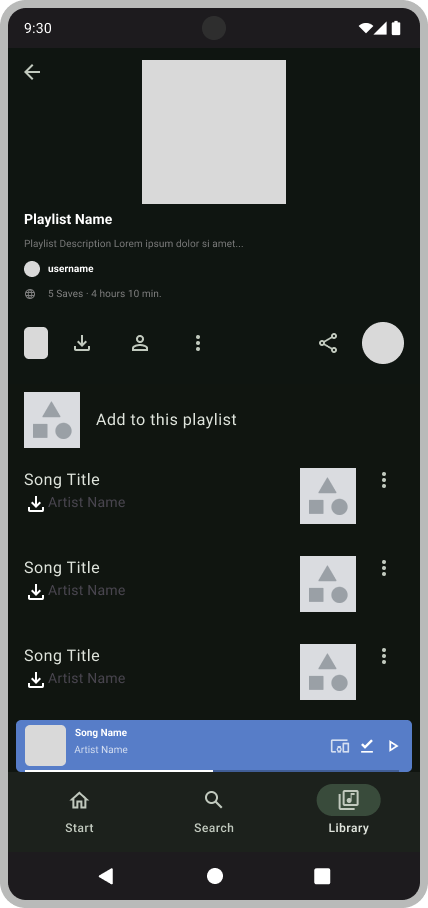 9:30
Playlist Name
Playlist Description Lorem ipsum dolor si amet...
username
5 Saves · 4 hours 10 min.
Add to this playlist
Song Title
Artist Name
Song Title
Artist Name
Song Title
Artist Name
Song Name
Artist Name
Start
Search
Library